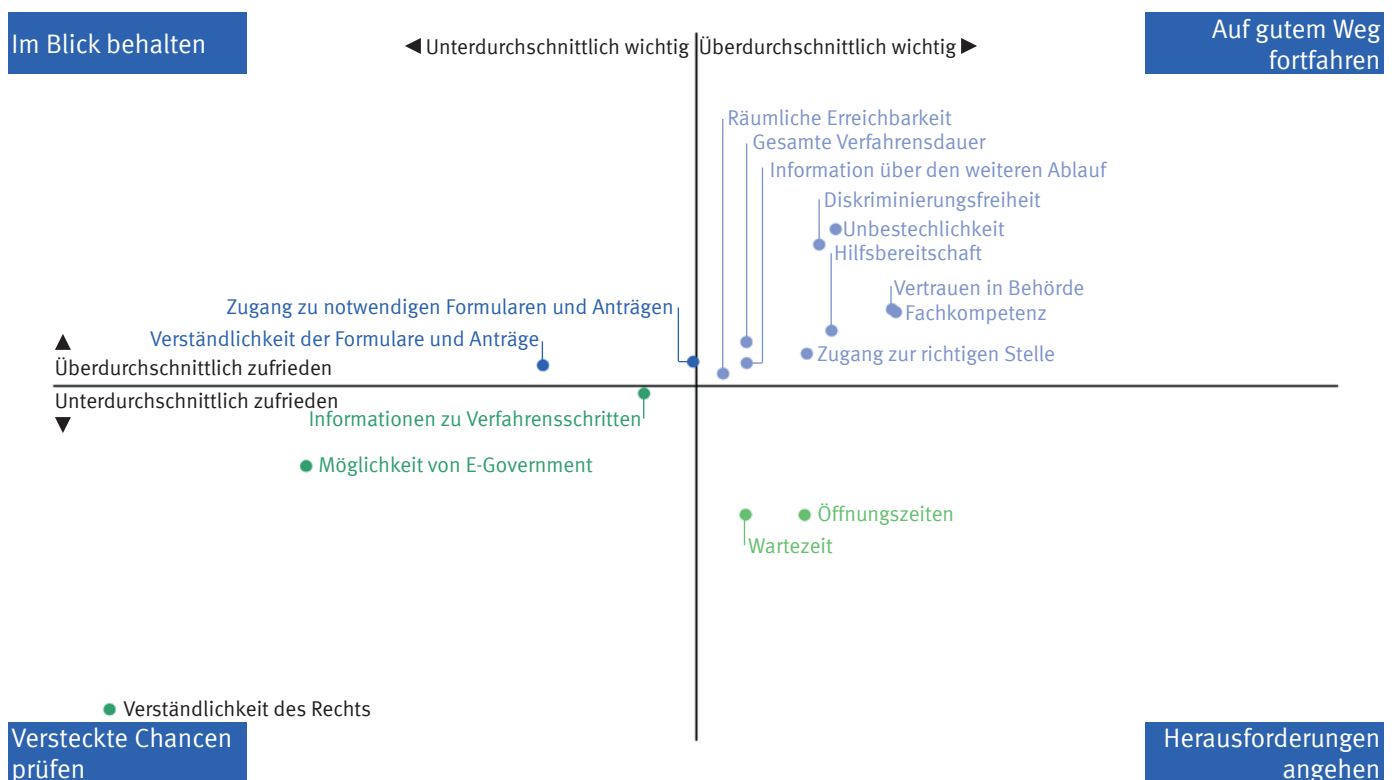 Im Blick behalten
◄ Unterdurchschnittlich wichtig
Überdurchschnittlich wichtig ►
Auf gutem Weg
fortfahren
Räumliche Erreichbarkeit
Gesamte Verfahrensdauer
Information über den weiteren Ablauf
Diskriminierungsfreiheit
Unbestechlichkeit
Hilfsbereitschaft
Vertrauen in Behörde
Fachkompetenz
Zugang zur richtigen Stelle
Zugang zu notwendigen Formularen und Anträgen
Verständlichkeit der Formulare und Anträge
▲
Überdurchschnittlich zufrieden
Unterdurchschnittlich zufrieden
▼
Informationen zu Verfahrensschritten
Möglichkeit von E-Government
Öffnungszeiten
Wartezeit
Verständlichkeit des Rechts
Versteckte Chancen
prüfen
Herausforderungen
angehen